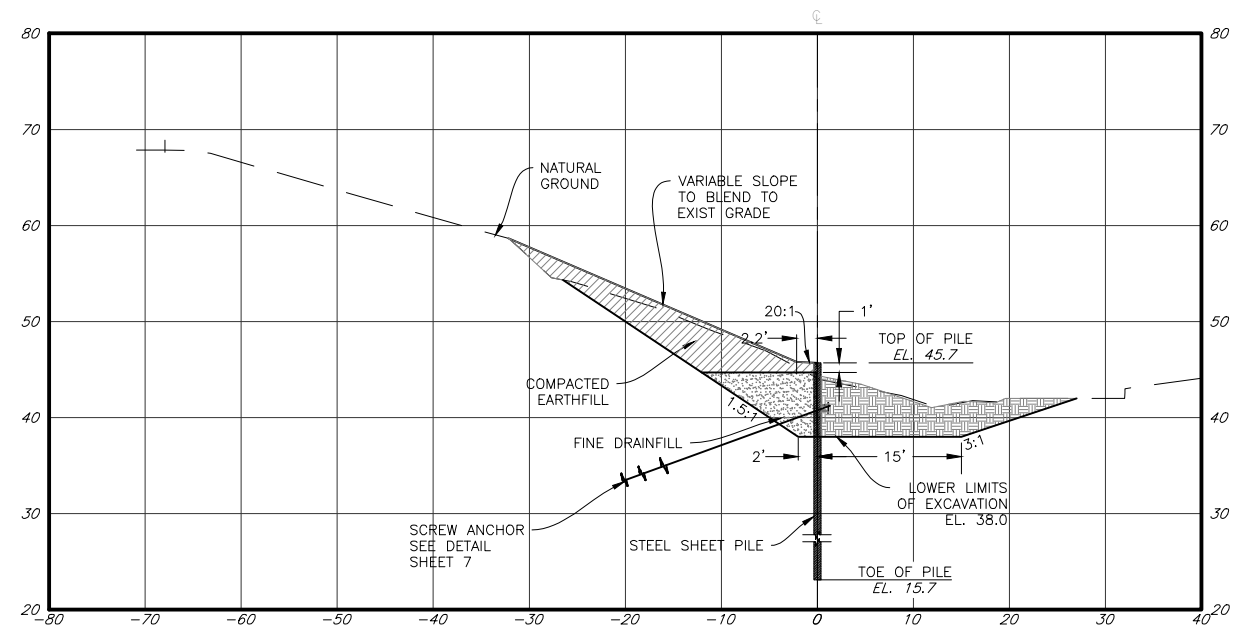 ℄
80
80
70
70
60
60
50
50
40
40
30
30
20
20
NATURAL
GROUND
VARIABLE SLOPE
TO BLEND TO
EXIST GRADE
20:1
1'
2.2'
TOP OF PILE
EL. 45.7
COMPACTED
EARTHFILL
1.5:1
FINE DRAINFILL
2'
15'
3:1
LOWER LIMITS
OF EXCAVATION
EL. 38.0
SCREW ANCHOR
SEE DETAIL
SHEET 7
STEEL SHEET PILE
TOE OF PILE
EL. 15.7
-80 -70 -60 -50 -40 -30 -20 -10 0 10 20 30 40